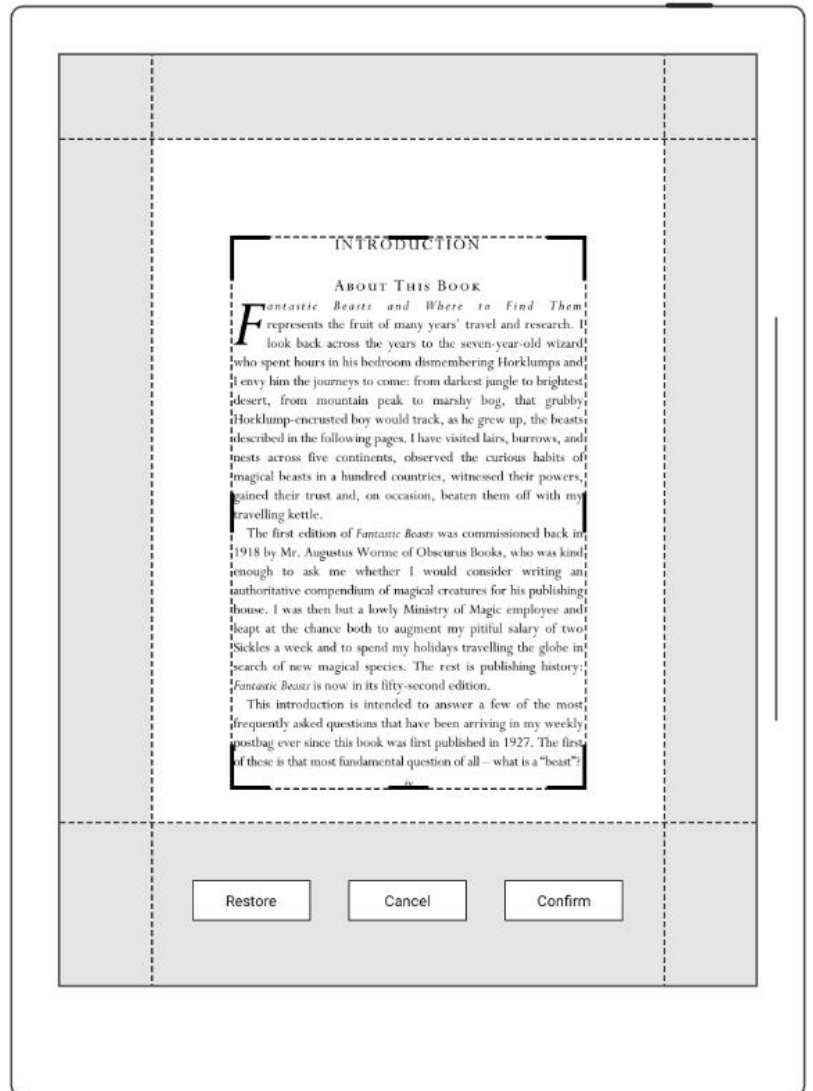 INTRODUCTION
ABOUT THIS BOOK
Fantastic Beasts and Where to Find Them
represents the fruit of many years' travel and research. I
look back across the years to the seven-year-old wizard
who spent hours in his bedroom dismembering Horklumps and
I envy him the journeys to come: from darkest jungle to brightest
desert, from mountain peak to marshy bog, that grubby
Horklump-encrusted boy would track, as he grew up, the beasts
described in the following pages. I have visited lairs, burrows, and
nests across five continents, observed the curious habits of
magical beasts in a hundred countries, witnessed their powers,
gained their trust and, on occasion, beaten them off with my
travelling kettle.
The first edition of Fantastic Beasts was commissioned back in
1918 by Mr. Augustus Worme of Obscurus Books, who was kind
enough to ask me whether I would consider writing an
authoritative compendium of magical creatures for his publishing
house. I was then but a lowly Ministry of Magic employee and
leapt at the chance both to augment my pitiful salary of two
Sickles a week and to spend my holidays travelling the globe in
search of new magical species. The rest is publishing history:
Fantastic Beasts is now in its fifty-second edition.
This introduction is intended to answer a few of the most
frequently asked questions that have been arriving in my weekly
postbag ever since this book was first published in 1927. The first
of these is that most fundamental question of all – what is a “beast”?
ix
Restore
Cancel
Confirm